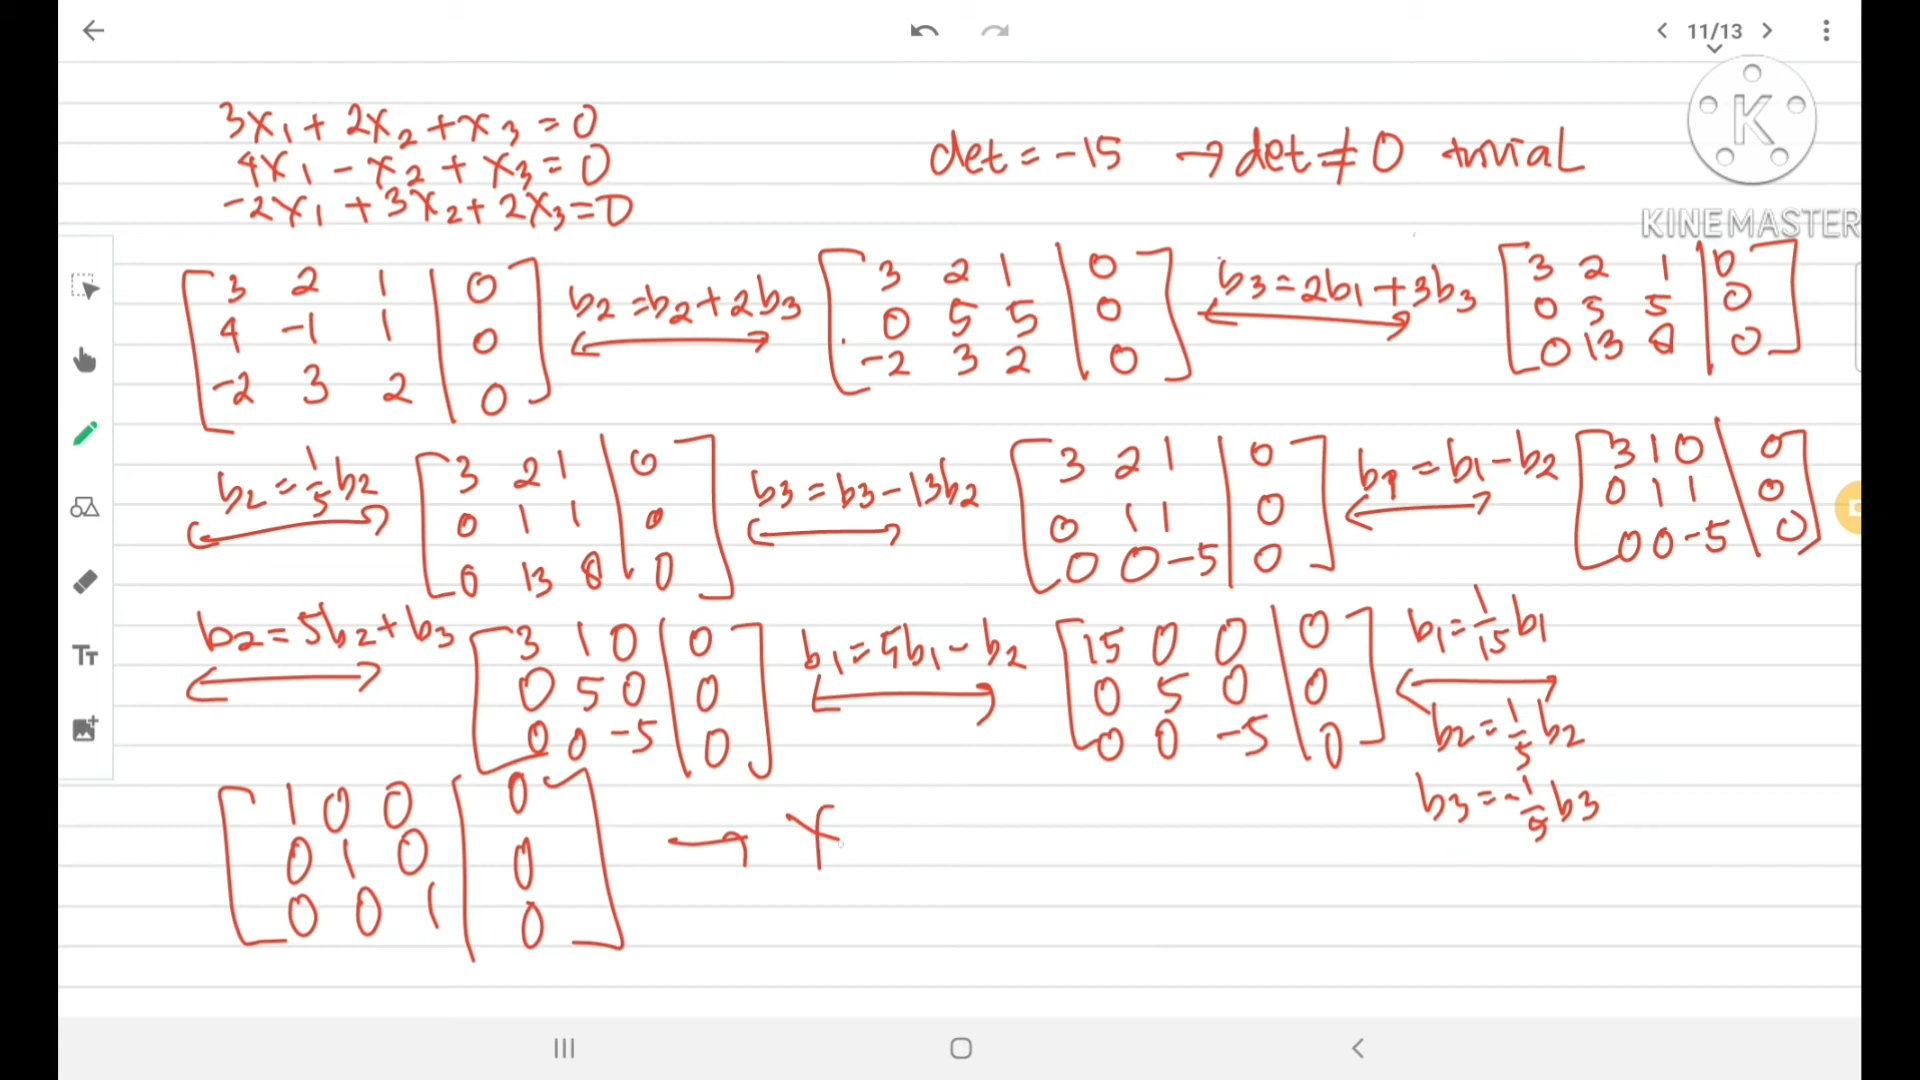 11/13
3x₁ + 2x₂ + x₃ = 0
4x₁ - x₂ + x₃ = 0
-2x₁ + 3x₂ + 2x₃ = 0
det = -15 → det ≠ 0 trivial
K
KINEMASTER
3 2 1 | 0
4 -1 1 | 0
-2 3 2 | 0
b2 = b2 + 2b3
3 2 1 | 0
0 5 5 | 0
-2 3 2 | 0
b3 = 2b1 + 3b3
3 2 1 | 0
0 5 5 | 0
0 13 8 | 0
b2 = 1/5 b2
3 2 1 | 0
0 1 1 | 0
0 13 8 | 0
b3 = b3 - 13b2
3 2 1 | 0
0 1 1 | 0
0 0 -5 | 0
b1 = b1 - b2
3 1 0 | 0
0 1 1 | 0
0 0 -5 | 0
b2 = 5b2 + b3
3 1 0 | 0
0 5 0 | 0
0 0 -5 | 0
b1 = 5b1 - b2
15 0 0 | 0
0 5 0 | 0
0 0 -5 | 0
b1 = 1/15 b1
b2 = 1/5 b2
b3 = -1/5 b3
1 0 0 | 0
0 1 0 | 0
0 0 1 | 0
→ x
Tт